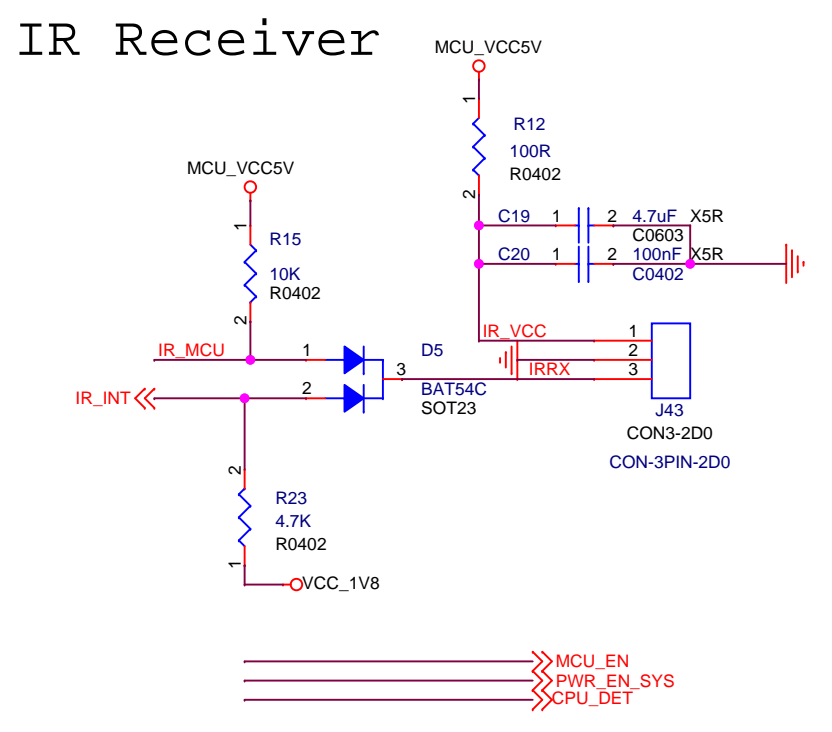 IR Receiver
MCU_VCC5V
1
R12
100R
R0402
2
MCU_VCC5V
1
R15
10K
R0402
2
C19 1 2 4.7uF X5R
C0603
C20 1 2 100nF X5R
C0402
IR_VCC 1
2
IRRX 3
J43
CON3-2D0
CON-3PIN-2D0
IR_MCU 1
D5
3
IR_INT 2
BAT54C
SOT23
2
R23
4.7K
R0402
1
VCC_1V8
MCU_EN
PWR_EN_SYS
CPU_DET